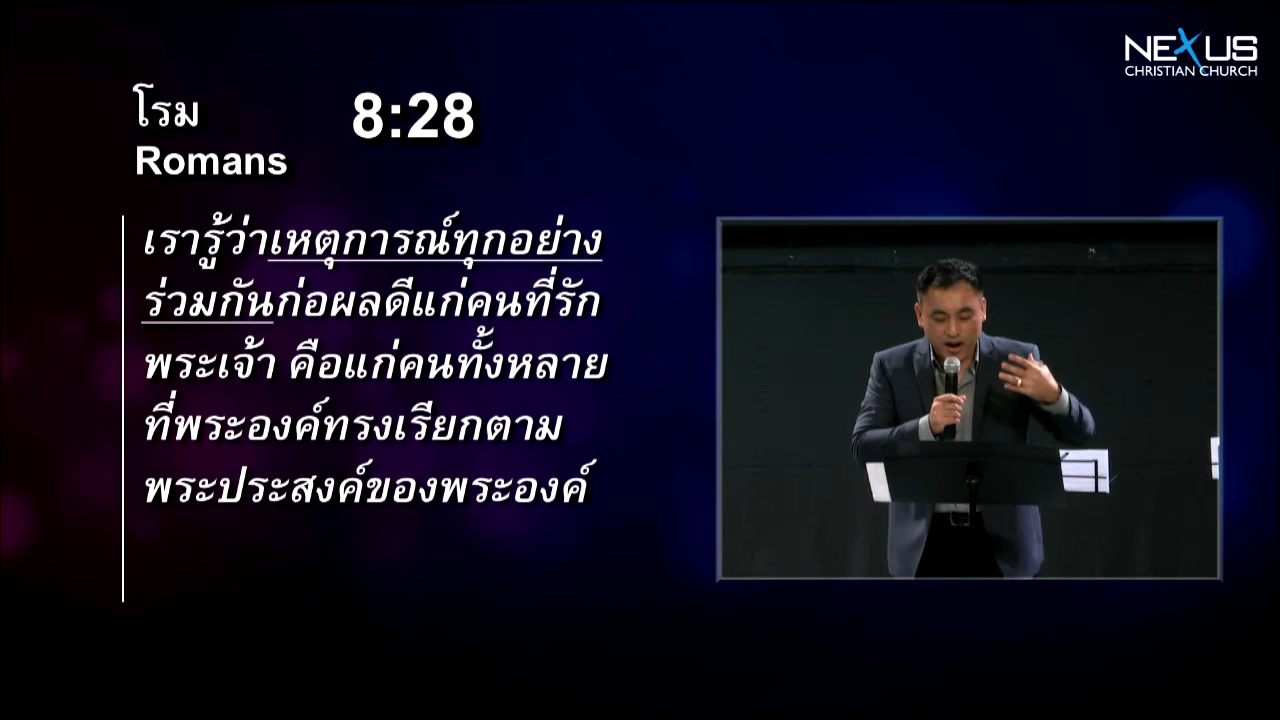 NEXUS
CHRISTIAN CHURCH
โรม
8:28
Romans
เรารู้ว่าเหตุการณ์ทุกอย่าง
ร่วมกันก่อผลดีแก่คนที่รัก
พระเจ้า คือแก่คนทั้งหลาย
ที่พระองค์ทรงเรียกตาม
พระประสงค์ของพระองค์